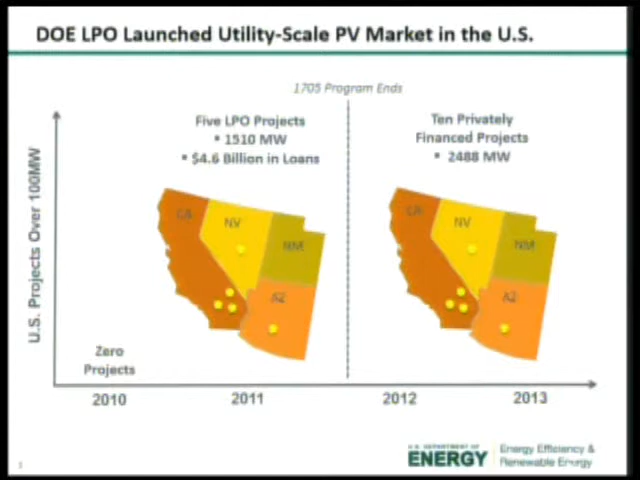 DOE LPO Launched Utility-Scale PV Market in the U.S.
1705 Program Ends
Five LPO Projects
▪ 1510 MW
▪ $4.6 Billion in Loans
Ten Privately
Financed Projects
▪ 2488 MW
U.S. Projects Over 100MW
CA
NV
NM
AZ
CA
NV
NM
AZ
Zero
Projects
2010
2011
2012
2013
U.S. DEPARTMENT OF
ENERGY
Energy Efficiency &
Renewable Energy